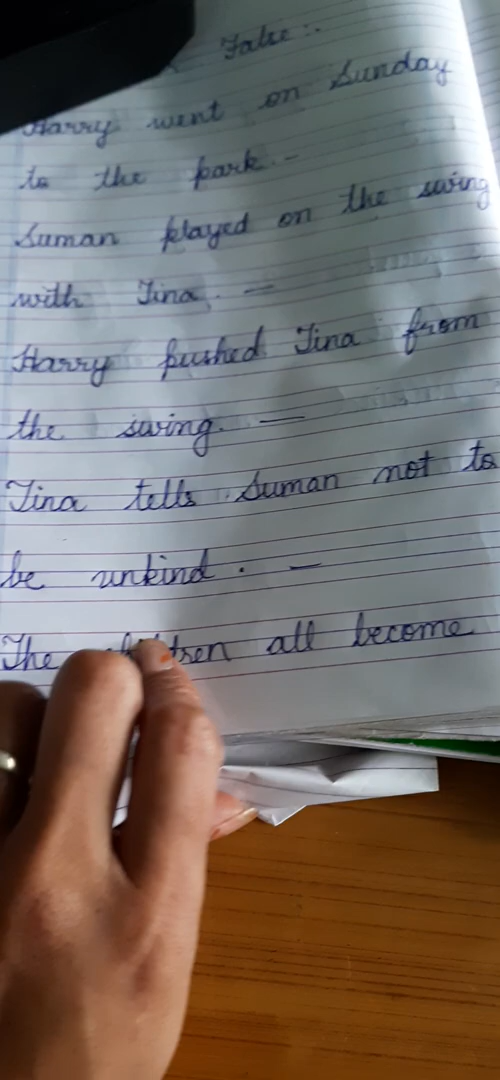 False :-
Harry went on Sunday
to the park. -
Suman played on the swing
with Tina. -
Harry pushed Tina from
the swing. -
Tina tells Suman not to
be unkind. -
The children all become